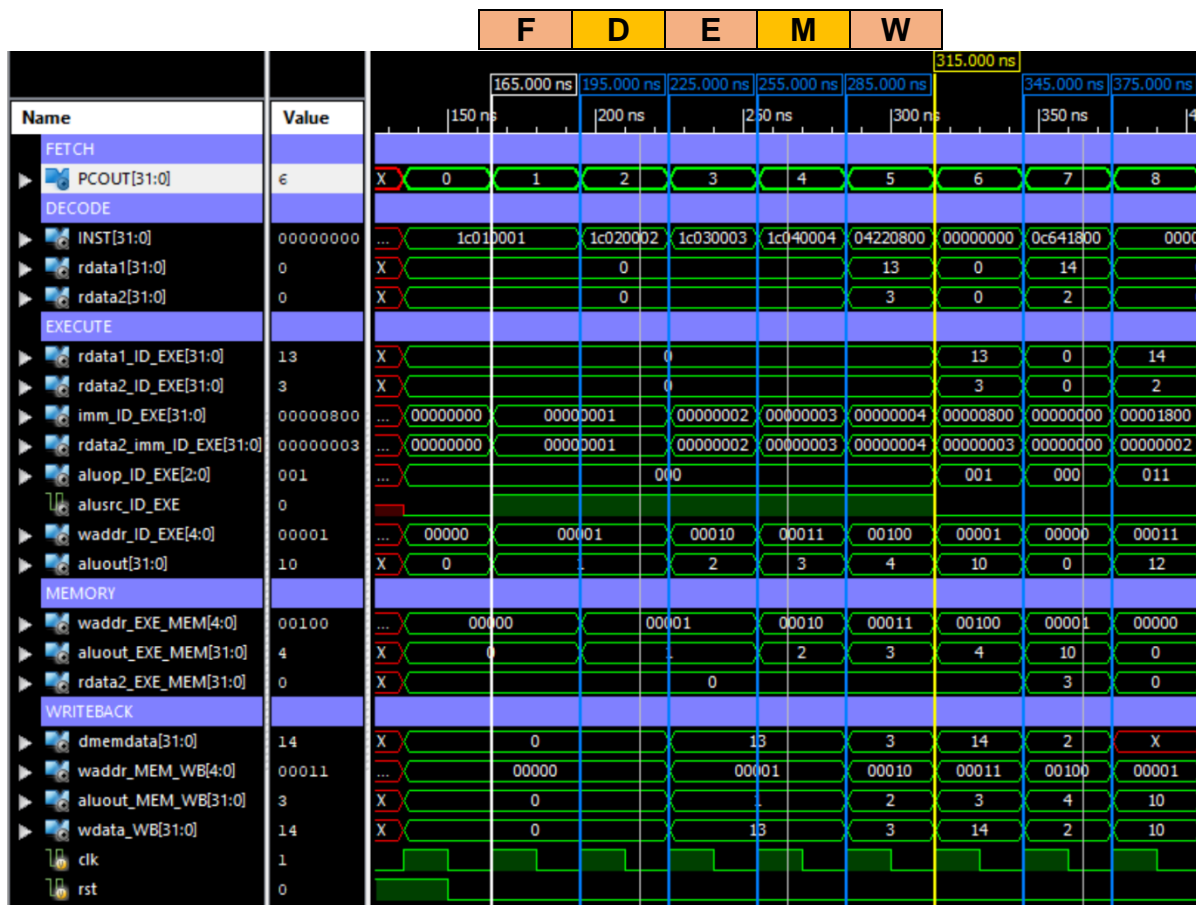 F D E M W
315.000 ns
165.000 ns 195.000 ns 225.000 ns 255.000 ns 285.000 ns 345.000 ns 375.000 ns
Name Value 150 ns 200 ns 250 ns 300 ns 350 ns
FETCH
PCOUT[31:0] 6 X 0 1 2 3 4 5 6 7 8
DECODE
INST[31:0] 00000000 ... 1c010001 1c020002 1c030003 1c040004 04220800 00000000 0c641800 0000
rdata1[31:0] 0 X 0 13 0 14
rdata2[31:0] 0 X 0 3 0 2
EXECUTE
rdata1_ID_EXE[31:0] 13 X 0 13 0 14
rdata2_ID_EXE[31:0] 3 X 0 3 0 2
imm_ID_EXE[31:0] 00000800 ... 00000000 00000001 00000002 00000003 00000004 00000800 00000000 00001800
rdata2_imm_ID_EXE[31:0] 00000003 ... 00000000 00000001 00000002 00000003 00000004 00000003 00000000 00000002
aluop_ID_EXE[2:0] 001 ... 000 001 000 011
alusrc_ID_EXE 0
waddr_ID_EXE[4:0] 00001 ... 00000 00001 00010 00011 00100 00001 00000 00011
aluout[31:0] 10 X 0 1 2 3 4 10 0 12
MEMORY
waddr_EXE_MEM[4:0] 00100 ... 00000 00001 00010 00011 00100 00001 00000
aluout_EXE_MEM[31:0] 4 X 0 1 2 3 4 10 0
rdata2_EXE_MEM[31:0] 0 X 0 3 0
WRITEBACK
dmemdata[31:0] 14 X 0 13 3 14 2 X
waddr_MEM_WB[4:0] 00011 ... 00000 00001 00010 00011 00100 00001
aluout_MEM_WB[31:0] 3 X 0 1 2 3 4 10
wdata_WB[31:0] 14 X 0 13 3 14 2 10
clk 1
rst 0